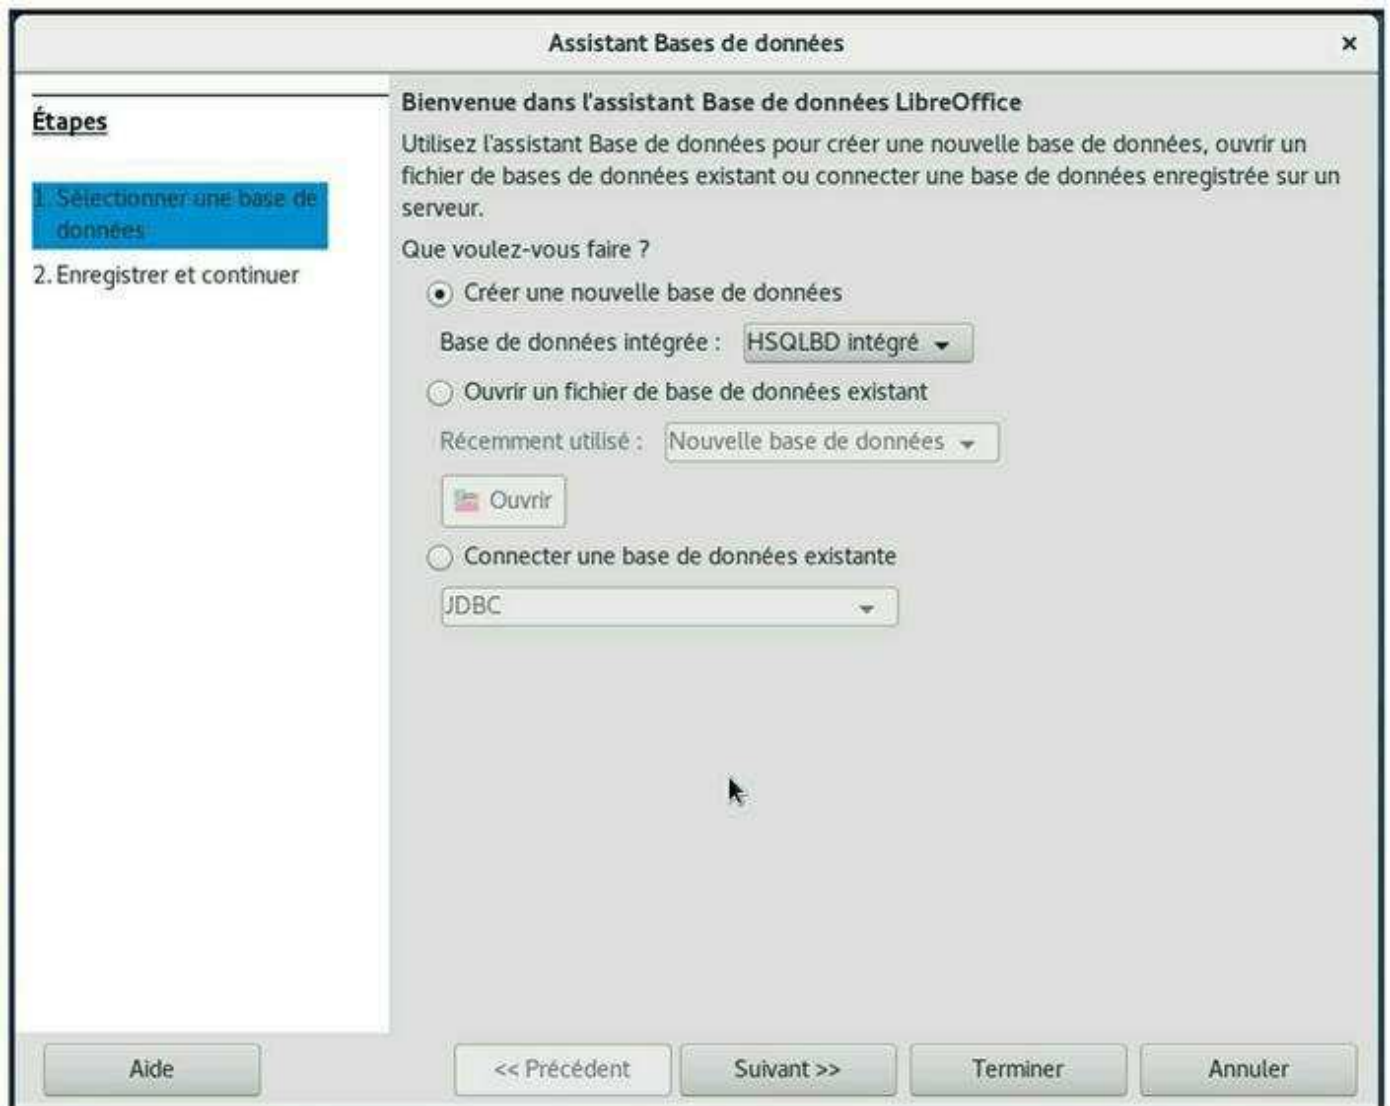 Assistant Bases de données
×
Étapes
1. Sélectionner une base de
données
2. Enregistrer et continuer
Bienvenue dans l'assistant Base de données LibreOffice
Utilisez l'assistant Base de données pour créer une nouvelle base de données, ouvrir un
fichier de bases de données existant ou connecter une base de données enregistrée sur un
serveur.
Que voulez-vous faire ?
Créer une nouvelle base de données
Base de données intégrée : HSQLBD intégré
Ouvrir un fichier de base de données existant
Récemment utilisé : Nouvelle base de données
Ouvrir
Connecter une base de données existante
JDBC
Aide << Précédent Suivant >> Terminer Annuler